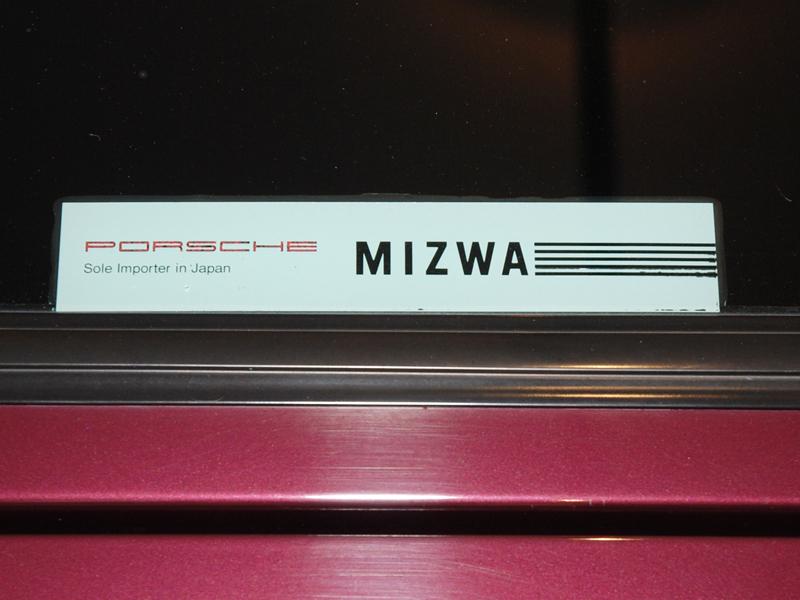 PORSCHE
Sole Importer in Japan
MIZWA